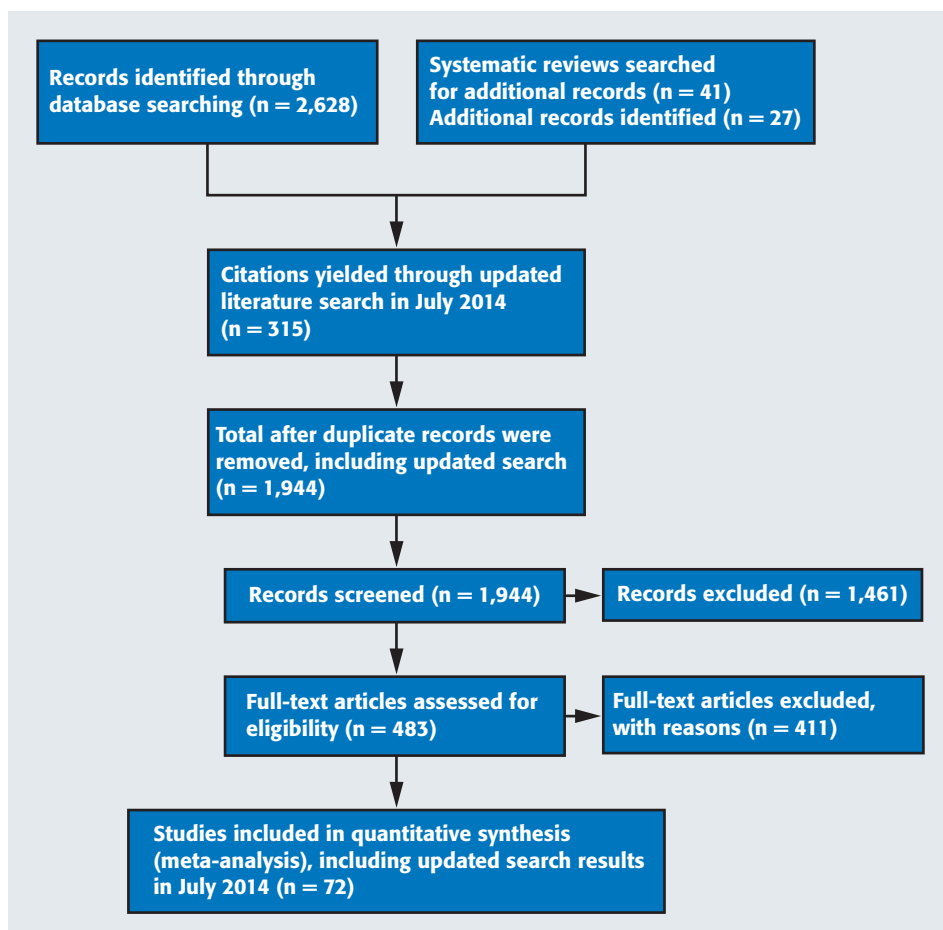 Records identified through
database searching (n = 2,628)
Systematic reviews searched
for additional records (n = 41)
Additional records identified (n = 27)
Citations yielded through updated
literature search in July 2014
(n = 315)
Total after duplicate records were
removed, including updated search
(n = 1,944)
Records screened (n = 1,944)
Records excluded (n = 1,461)
Full-text articles assessed for
eligibility (n = 483)
Full-text articles excluded,
with reasons (n = 411)
Studies included in quantitative synthesis
(meta-analysis), including updated search results
in July 2014 (n = 72)